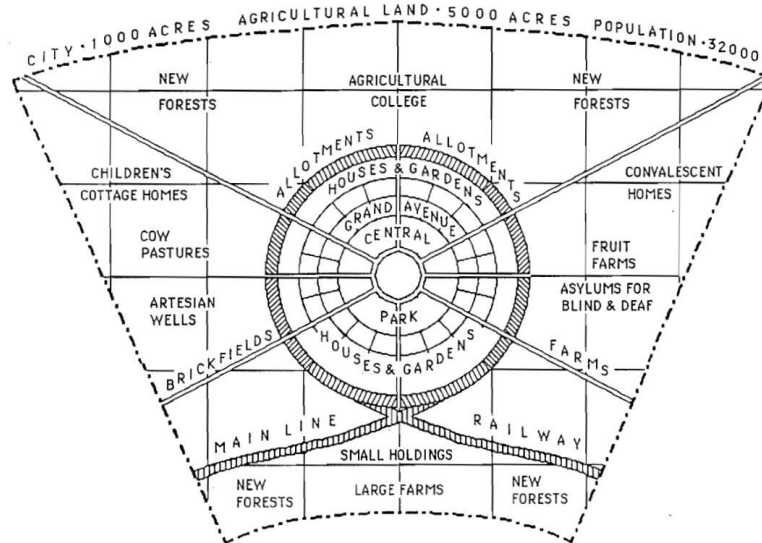 CITY · 1000 ACRES AGRICULTURAL LAND · 5000 ACRES POPULATION · 32000
NEW
FORESTS
AGRICULTURAL
COLLEGE
NEW
FORESTS
ALLOTMENTS
ALLOTMENTS
HOUSES & GARDENS
CHILDREN'S
COTTAGE HOMES
CONVALESCENT
HOMES
GRAND AVENUE
CENTRAL
COW
PASTURES
FRUIT
FARMS
ARTESIAN
WELLS
ASYLUMS FOR
BLIND & DEAF
PARK
HOUSES & GARDENS
BRICKFIELDS
FARMS
MAIN LINE
RAILWAY
SMALL HOLDINGS
NEW
FORESTS
LARGE FARMS
NEW
FORESTS